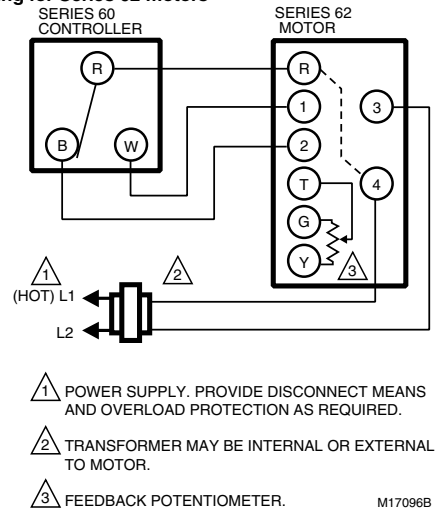 SERIES 60
CONTROLLER
SERIES 62
MOTOR
R
B
W
R
1
2
T
G
Y
3
4
1
2
3
(HOT) L1
L2
1 POWER SUPPLY. PROVIDE DISCONNECT MEANS
AND OVERLOAD PROTECTION AS REQUIRED.
2 TRANSFORMER MAY BE INTERNAL OR EXTERNAL
TO MOTOR.
3 FEEDBACK POTENTIOMETER.
M17096B